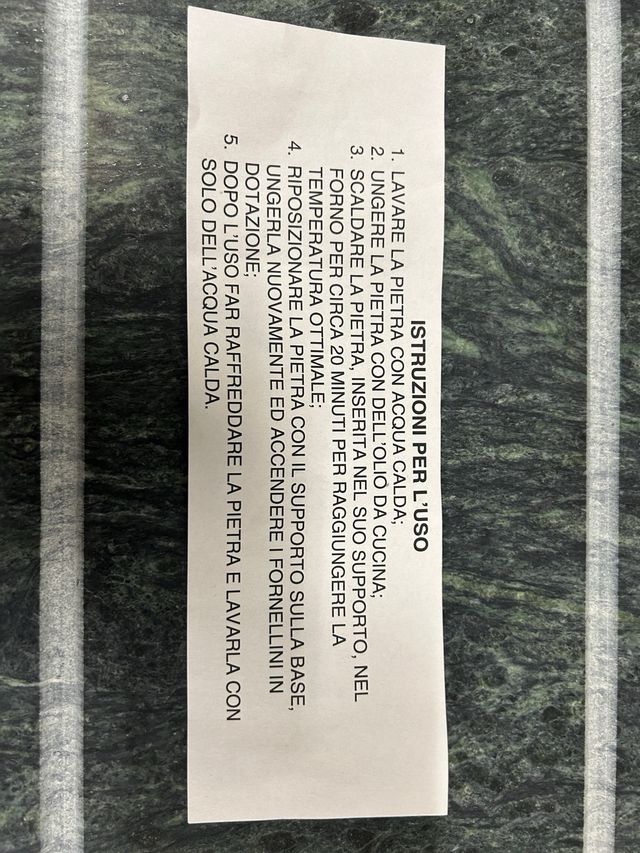 ISTRUZIONI PER L'USO
1. LAVARE LA PIETRA CON ACQUA CALDA;
2. UNGERE LA PIETRA CON DELL'OLIO DA CUCINA;
3. SCALDARE LA PIETRA, INSERITA NEL SUO SUPPORTO, NEL
FORNO PER CIRCA 20 MINUTI PER RAGGIUNGERE LA
TEMPERATURA OTTIMALE;
4. RIPOSIZIONARE LA PIETRA CON IL SUPPORTO SULLA BASE,
UNGERLA NUOVAMENTE ED ACCENDERE I FORNELLINI IN
DOTAZIONE;
5. DOPO L'USO FAR RAFFREDDARE LA PIETRA E LAVARLA CON
SOLO DELL'ACQUA CALDA.